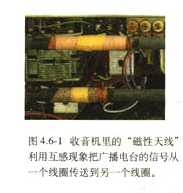 图4.6-1 收音机里的“磁性天线”
利用互感现象把广播电台的信号从
一个线圈传送到另一个线圈。